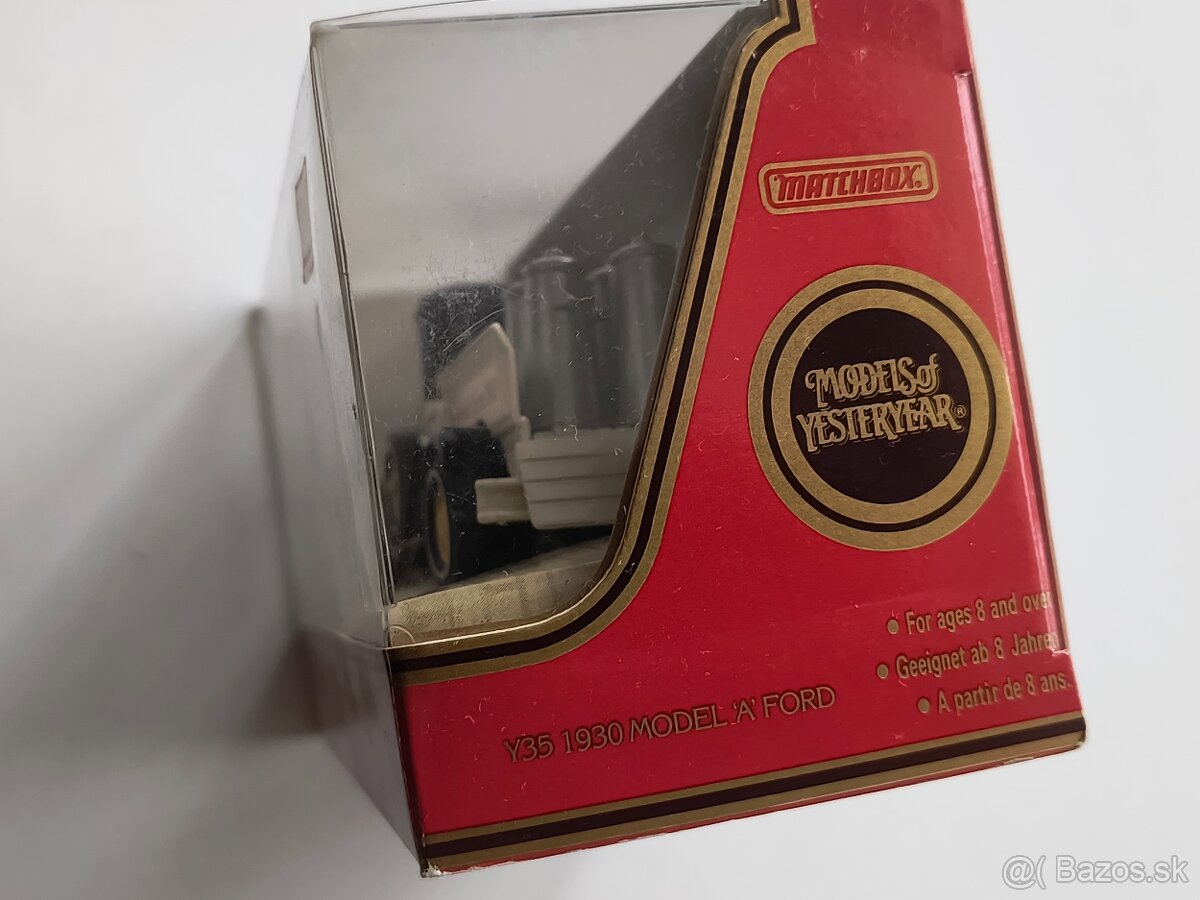 MATCHBOX®
MODELS of
YESTERYEAR®
• For ages 8 and over
• Geeignet ab 8 Jahren
• A partir de 8 ans.
Y35 1930 MODEL 'A' FORD
@( Bazos.sk